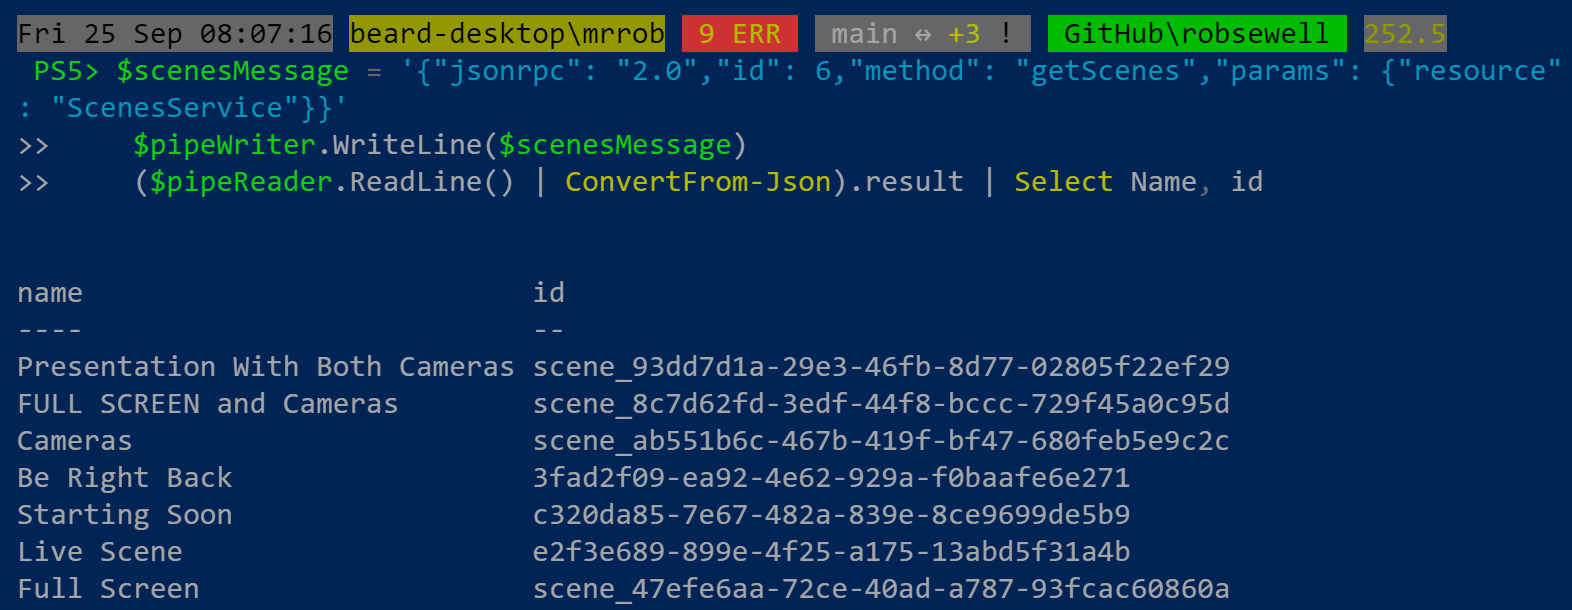 Fri 25 Sep 08:07:16 beard-desktop\mrrob 9 ERR main ↔ +3 ! GitHub\robsewell 252.5
PS5> $scenesMessage = '{"jsonrpc": "2.0","id": 6,"method": "getScenes","params": {"resource"
: "ScenesService"}}'
>>     $pipeWriter.WriteLine($scenesMessage)
>>     ($pipeReader.ReadLine() | ConvertFrom-Json).result | Select Name, id
name                           id
----                           --
Presentation With Both Cameras scene_93dd7d1a-29e3-46fb-8d77-02805f22ef29
FULL SCREEN and Cameras        scene_8c7d62fd-3edf-44f8-bccc-729f45a0c95d
Cameras                        scene_ab551b6c-467b-419f-bf47-680feb5e9c2c
Be Right Back                  3fad2f09-ea92-4e62-929a-f0baafe6e271
Starting Soon                  c320da85-7e67-482a-839e-8ce9699de5b9
Live Scene                     e2f3e689-899e-4f25-a175-13abd5f31a4b
Full Screen                    scene_47efe6aa-72ce-40ad-a787-93fcac60860a